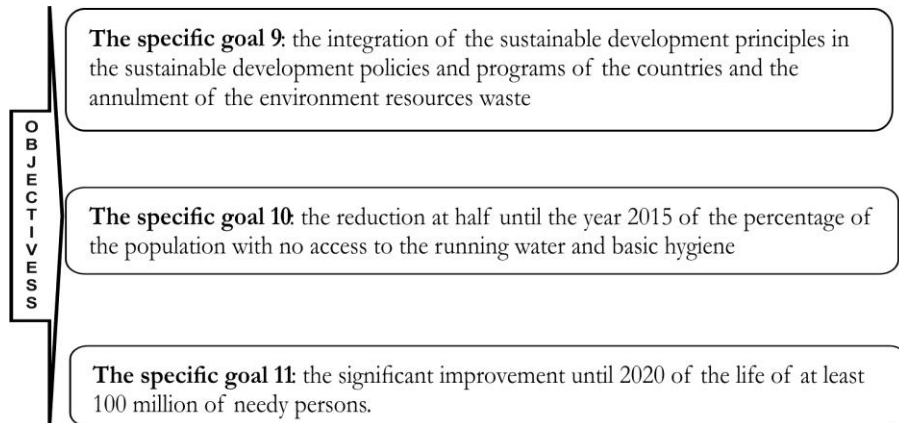 OBJECTIVESS
The specific goal 9: the integration of the sustainable development principles in
the sustainable development policies and programs of the countries and the
annulment of the environment resources waste
The specific goal 10: the reduction at half until the year 2015 of the percentage of
the population with no access to the running water and basic hygiene
The specific goal 11: the significant improvement until 2020 of the life of at least
100 million of needy persons.